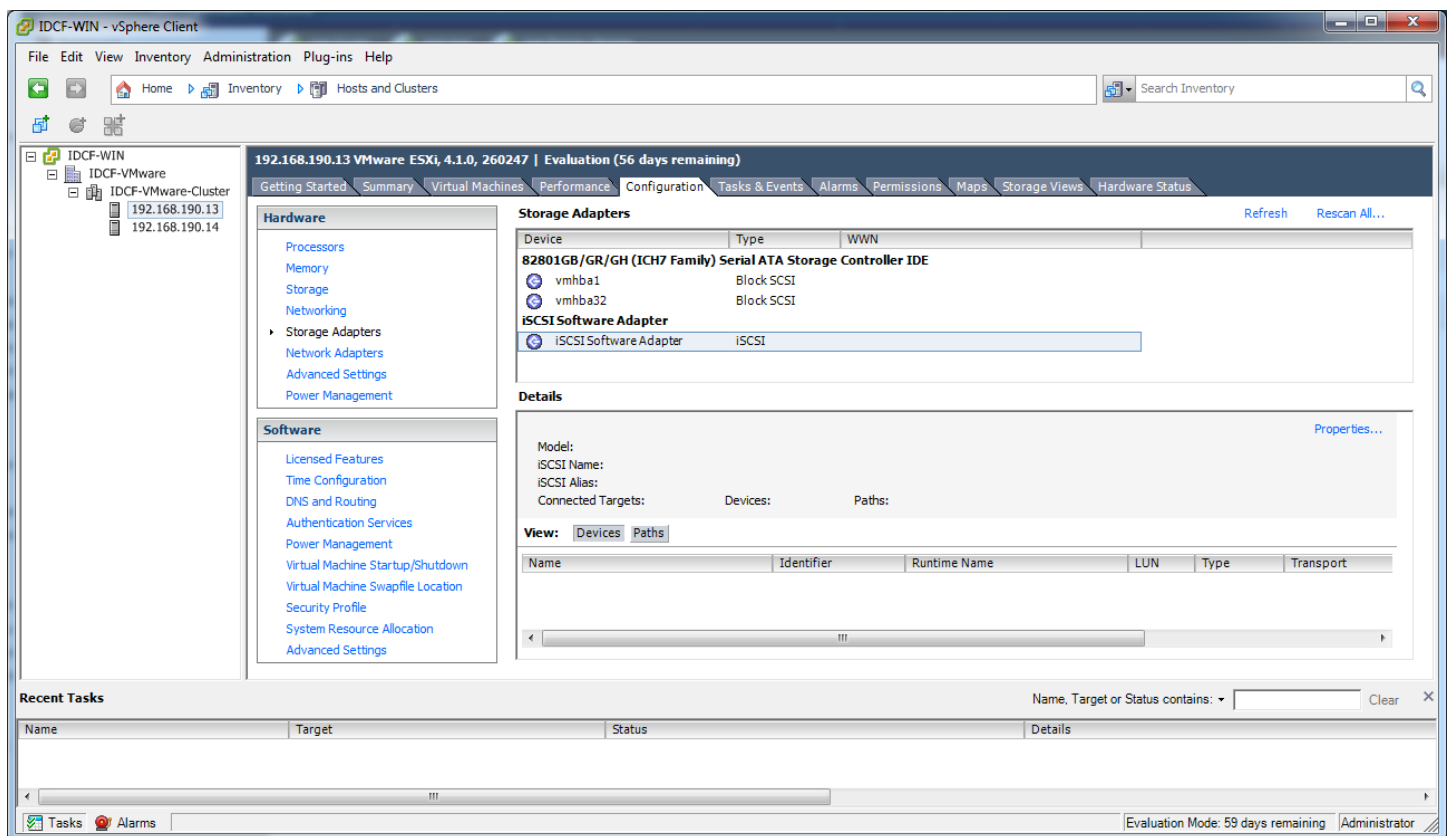 IDCF-WIN - vSphere Client
File Edit View Inventory Administration Plug-ins Help
Home Inventory Hosts and Clusters
Search Inventory
IDCF-WIN
IDCF-VMware
IDCF-VMware-Cluster
192.168.190.13
192.168.190.14
192.168.190.13 VMware ESXi, 4.1.0, 260247 | Evaluation (56 days remaining)
Getting Started Summary Virtual Machines Performance Configuration Tasks & Events Alarms Permissions Maps Storage Views Hardware Status
Hardware
Processors
Memory
Storage
Networking
Storage Adapters
Network Adapters
Advanced Settings
Power Management
Software
Licensed Features
Time Configuration
DNS and Routing
Authentication Services
Power Management
Virtual Machine Startup/Shutdown
Virtual Machine Swapfile Location
Security Profile
System Resource Allocation
Advanced Settings
Storage Adapters Refresh Rescan All...
Device Type WWN
82801GB/GR/GH (ICH7 Family) Serial ATA Storage Controller IDE
vmhba1 Block SCSI
vmhba32 Block SCSI
iSCSI Software Adapter
iSCSI Software Adapter iSCSI
Details
Properties...
Model:
iSCSI Name:
iSCSI Alias:
Connected Targets: Devices: Paths:
View: Devices Paths
Name Identifier Runtime Name LUN Type Transport
Recent Tasks Name, Target or Status contains: Clear
Name Target Status Details
Tasks Alarms Evaluation Mode: 59 days remaining Administrator